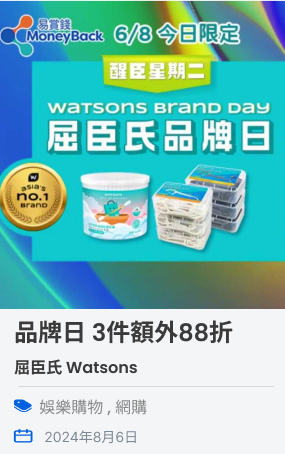 易賞錢
MoneyBack
6/8 今日限定
醒臣星期二
WATSONS BRAND DAY
屈臣氏品牌日
asia's
no.1
BRAND
品牌日 3件額外88折
屈臣氏 Watsons
娛樂購物 , 網購
2024年8月6日